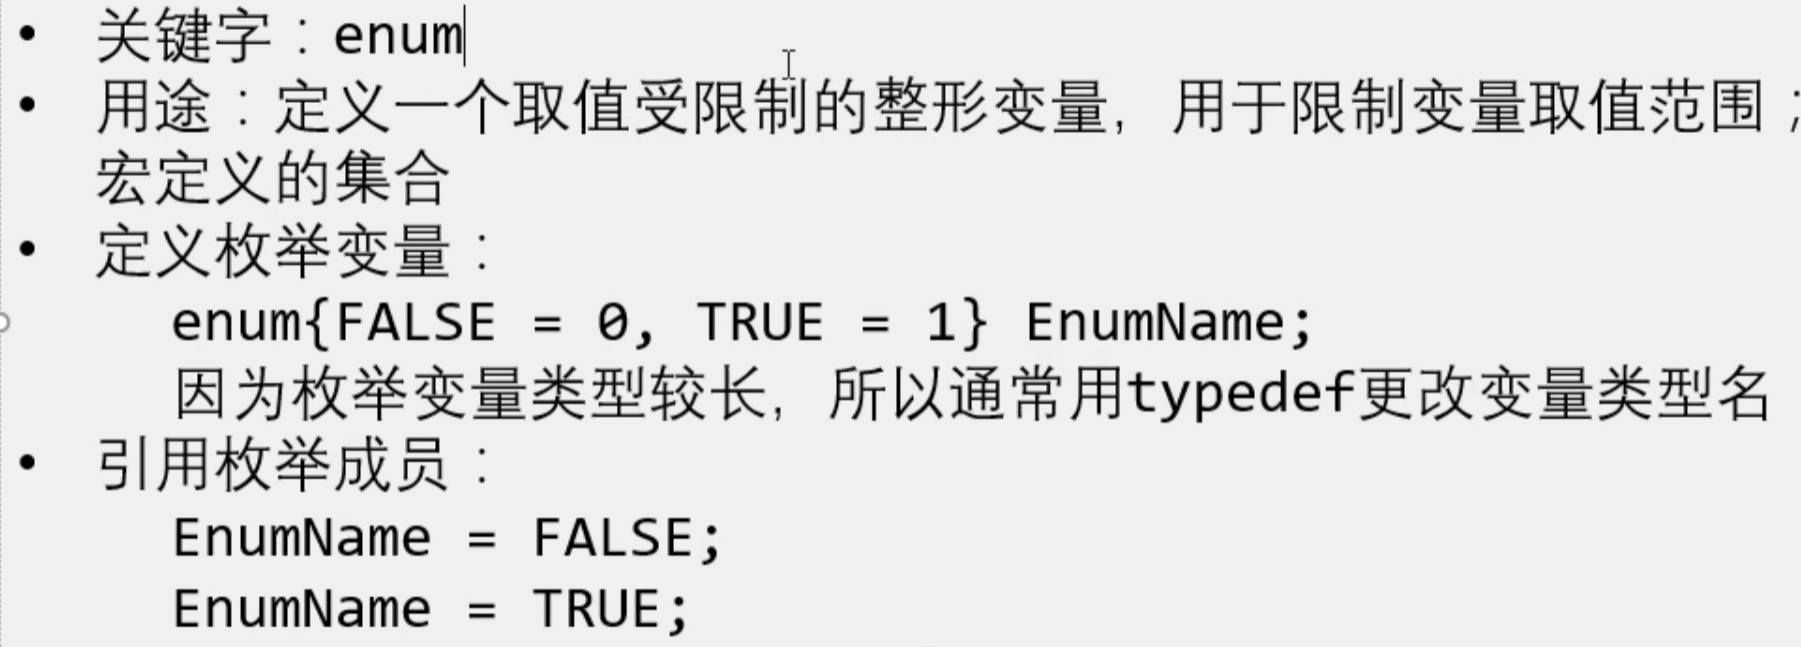 • 关键字：enum
• 用途：定义一个取值受限制的整形变量，用于限制变量取值范围；
宏定义的集合
• 定义枚举变量：
enum{FALSE = 0, TRUE = 1} EnumName;
因为枚举变量类型较长，所以通常用typedef更改变量类型名
• 引用枚举成员：
EnumName = FALSE;
EnumName = TRUE;